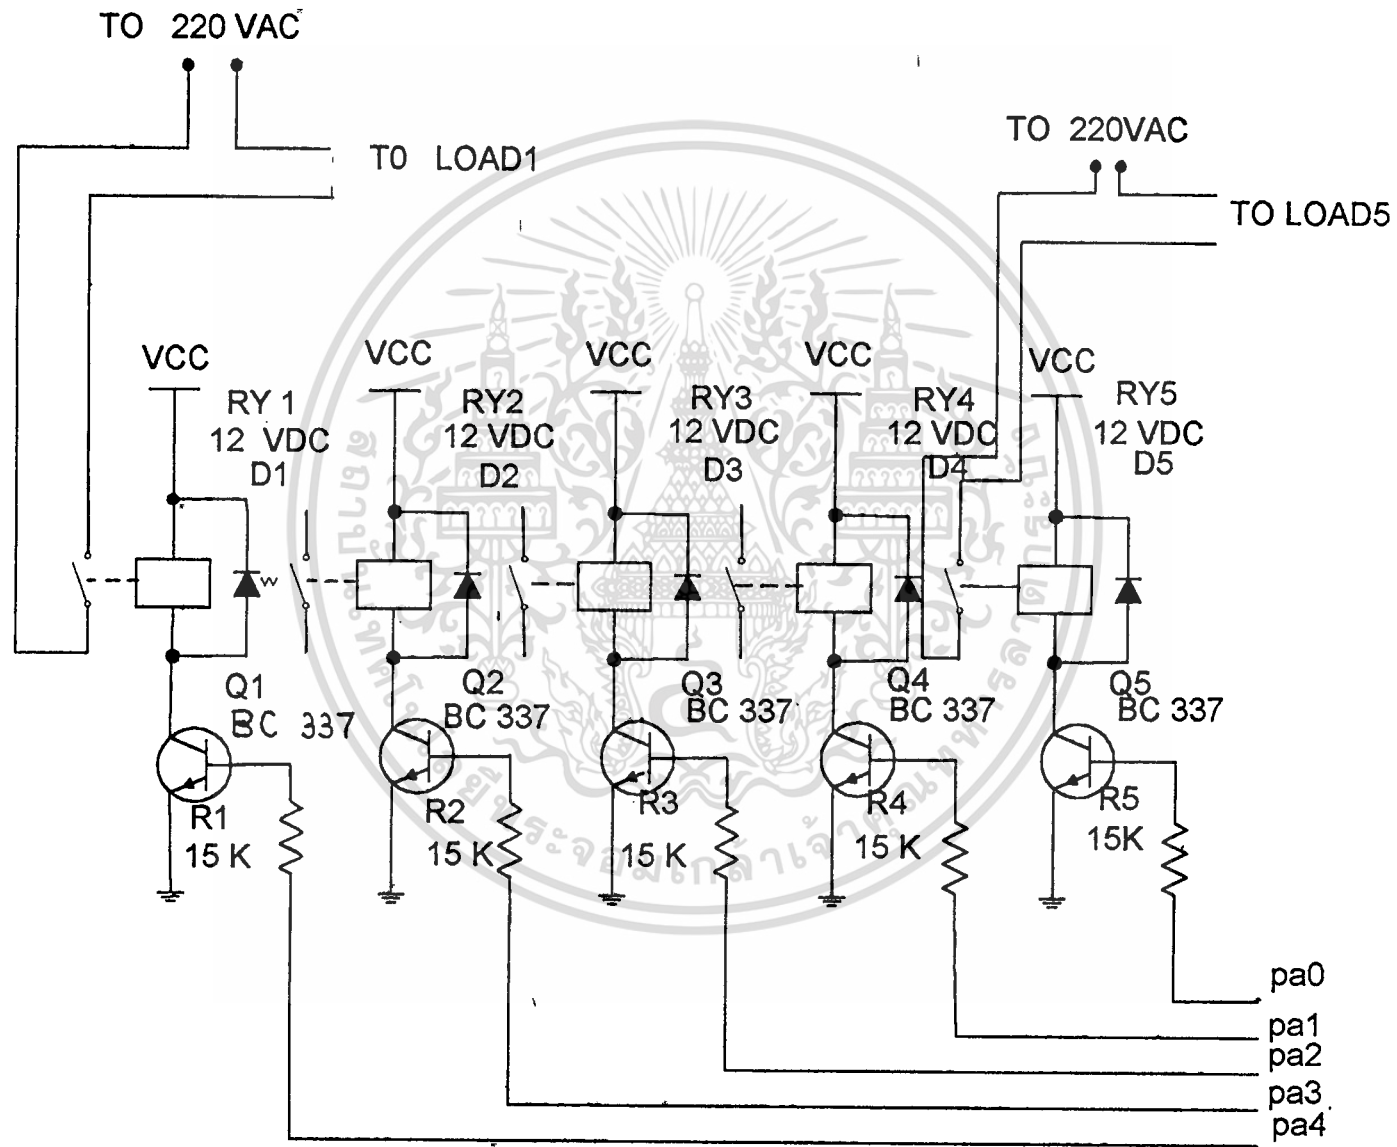 TO 220 VAC
TO 220VAC
T0 LOAD1
TO LOAD5
VCC
VCC
VCC
VCC
VCC
RY 1
12 VDC
D1
RY2
12 VDC
D2
RY3
12 VDC
D3
RY4
12 VDC
D4
RY5
12 VDC
D5
Q1
BC 337
Q2
BC 337
Q3
BC 337
Q4
BC 337
Q5
BC 337
R1
15 K
R2
15 K
R3
15 K
R4
15 K
R5
15K
pa0
pa1
pa2
pa3
pa4